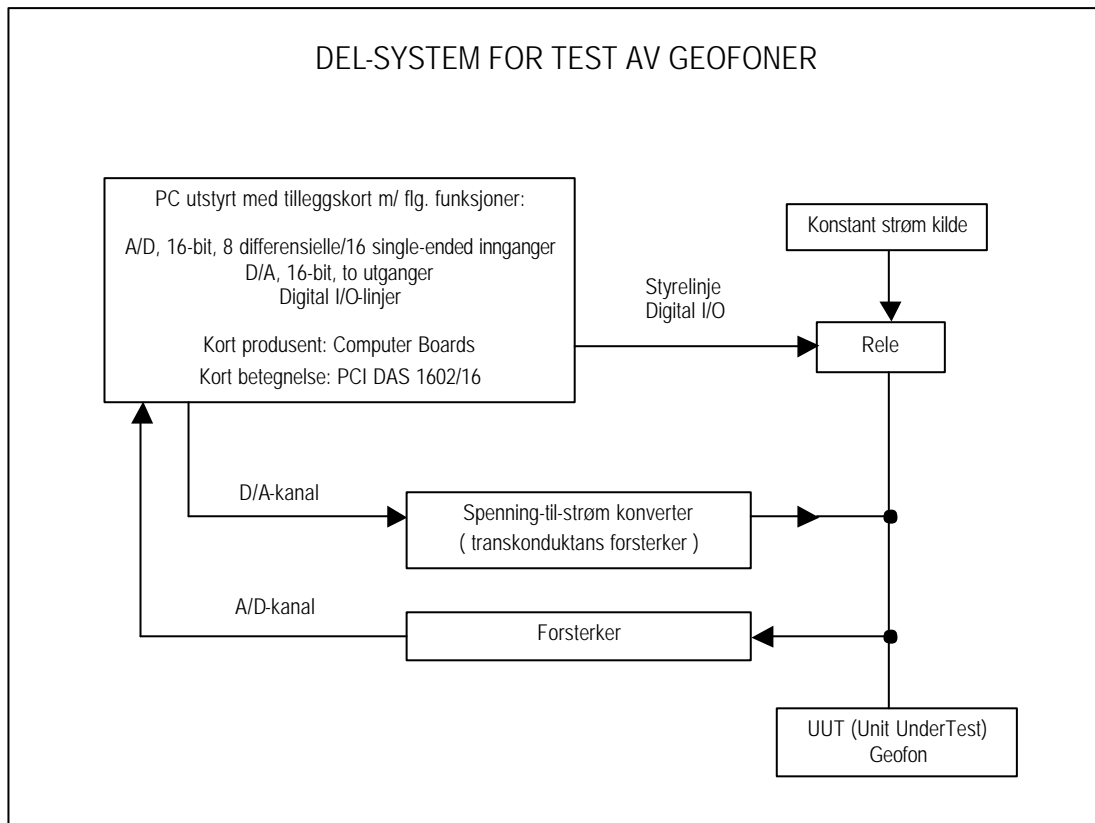 DEL-SYSTEM FOR TEST AV GEOFONER
PC utstyrt med tilleggskort m/ flg. funksjoner:
A/D, 16-bit, 8 differensielle/16 single-ended innganger
D/A, 16-bit, to utganger
Digital I/O-linjer
Kort produsent: Computer Boards
Kort betegnelse: PCI DAS 1602/16
Konstant strøm kilde
Styrelinje
Digital I/O
Rele
D/A-kanal
Spenning-til-strøm konverter
( transkonduktans forsterker )
A/D-kanal
Forsterker
UUT (Unit UnderTest)
Geofon